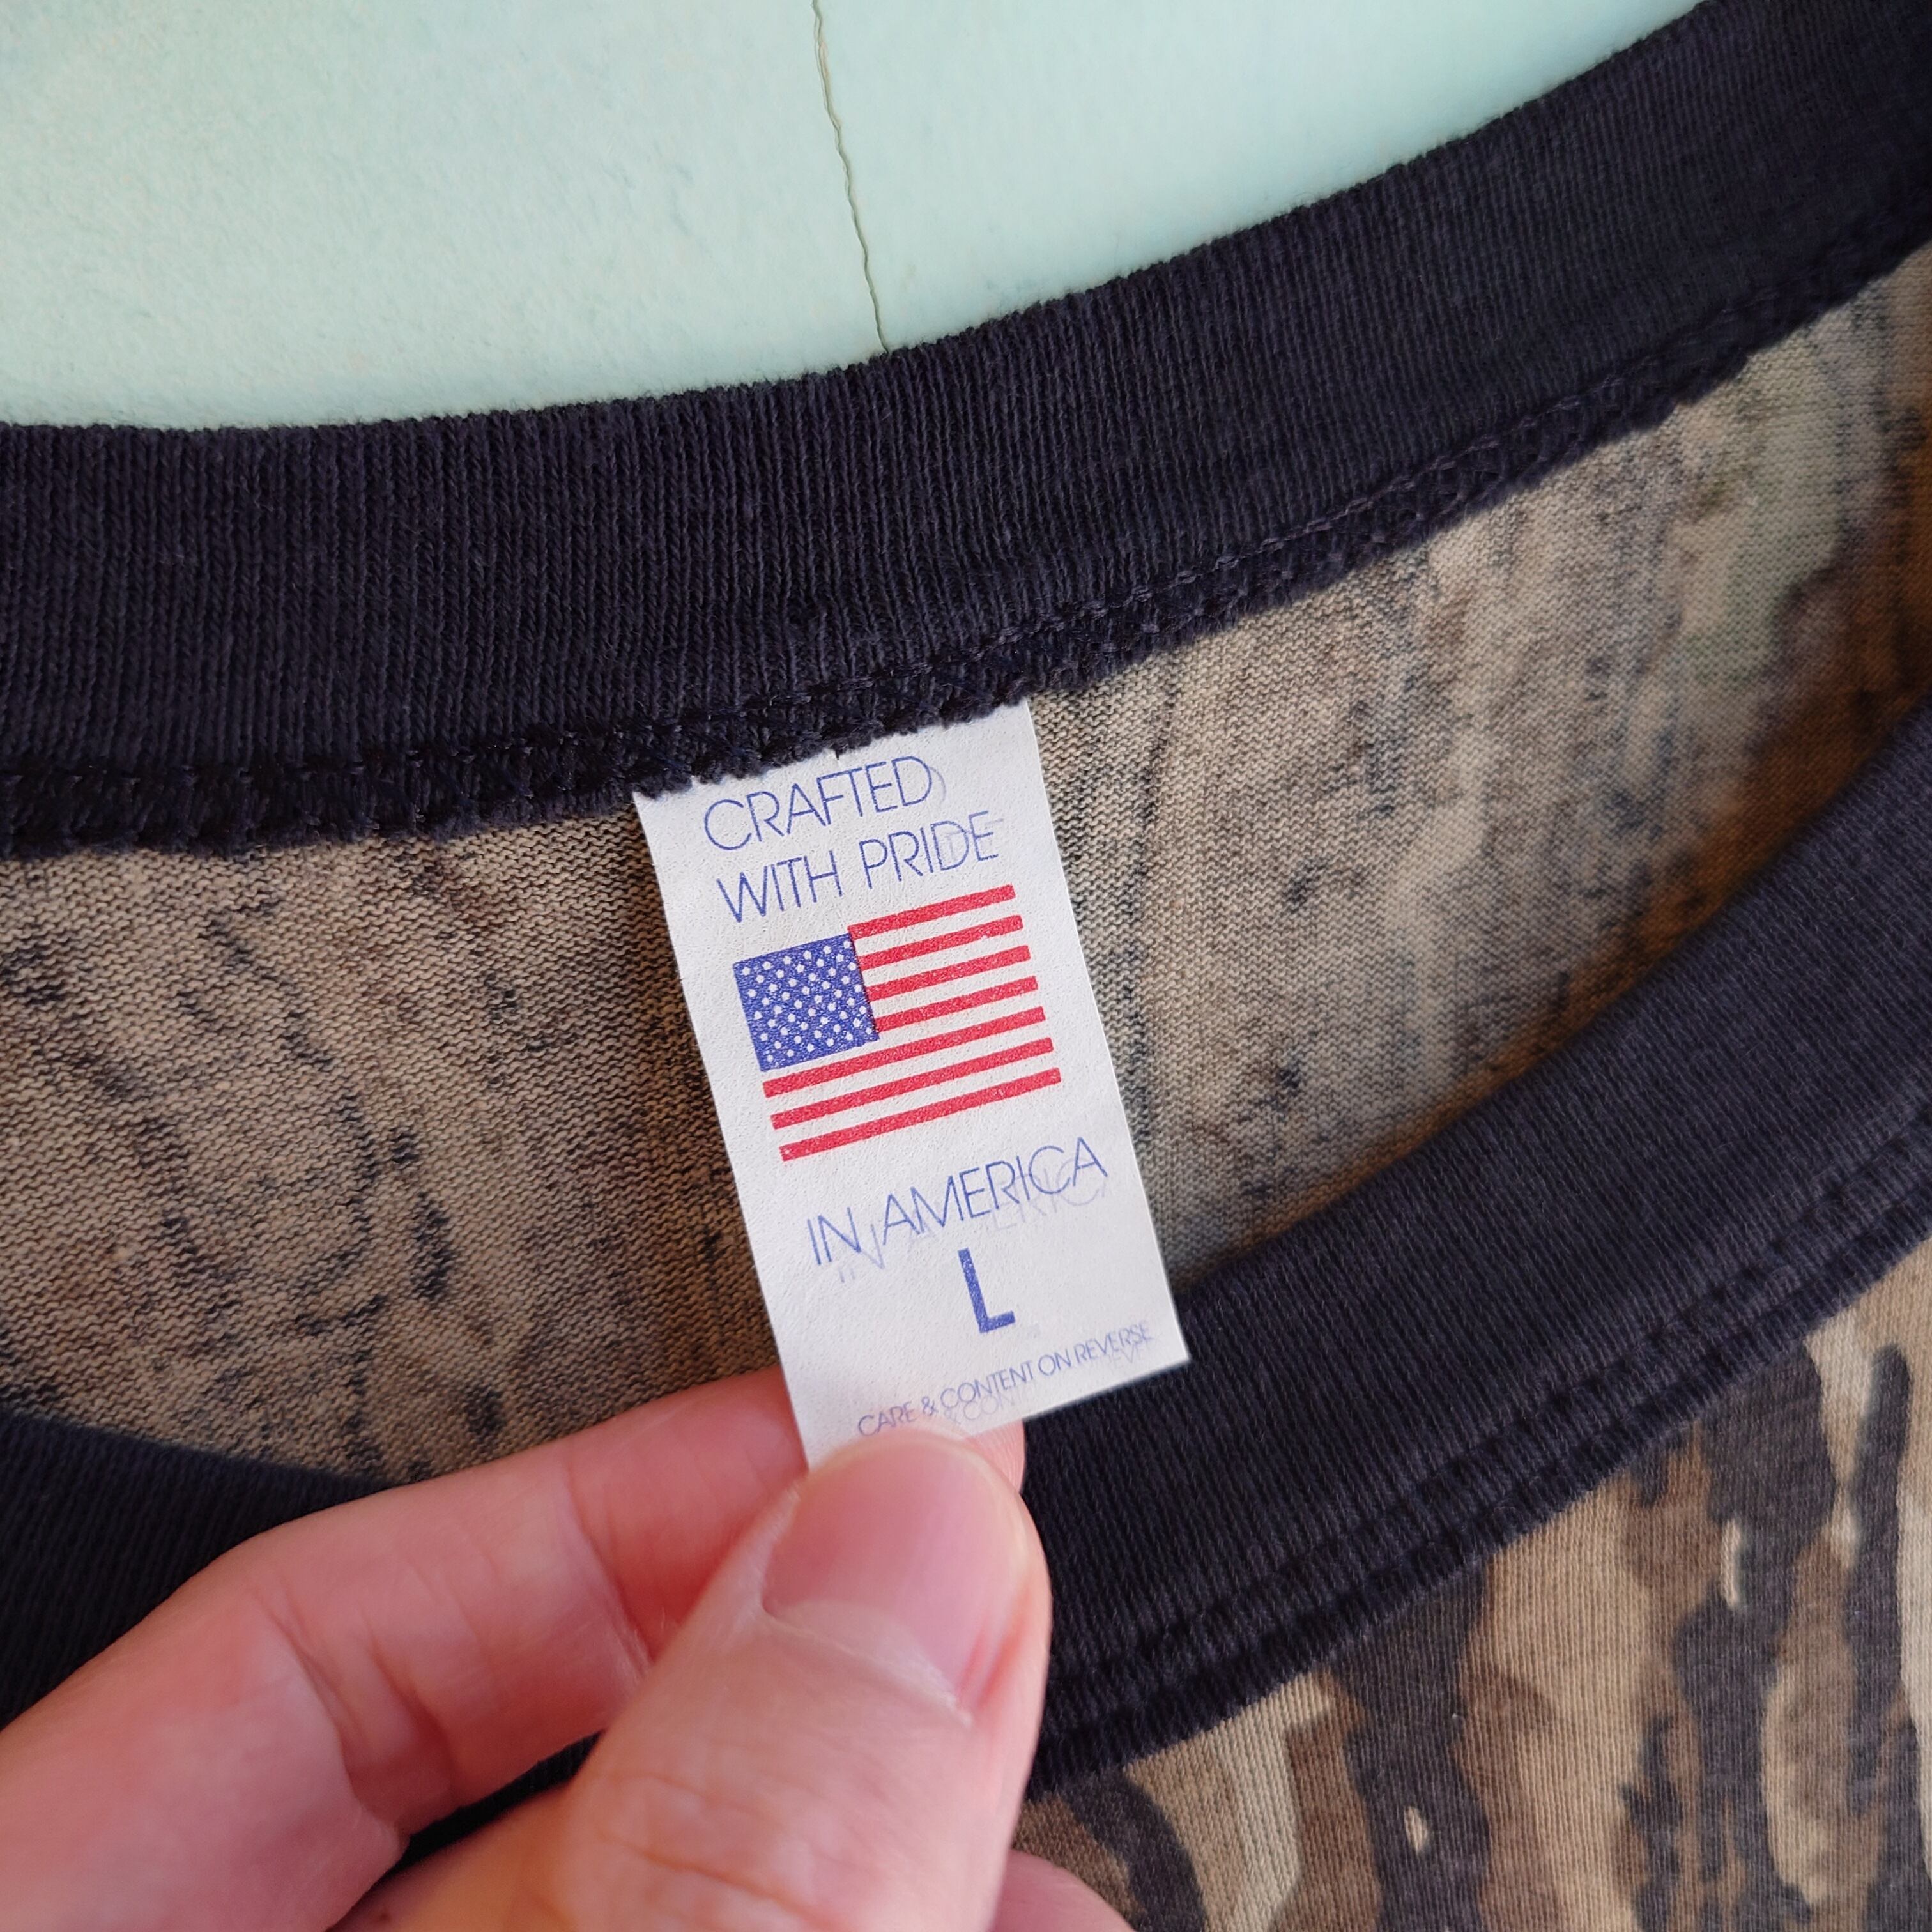 CRAFTED
WITH PRIDE
IN AMERICA
L
CARE & CONTENT ON REVERSE